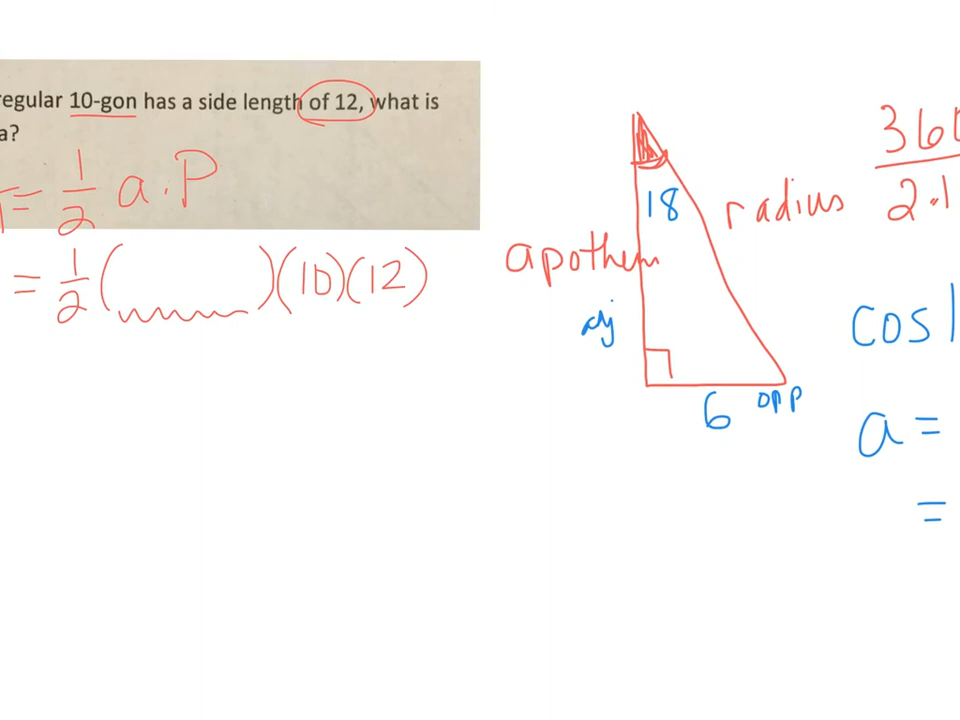 regular 10-gon has a side length of 12, what is
a?
= 1/2 a · P
= 1/2 ( )(10)(12)
360
2·1
18
radius
apothem
adj
cos 1
6 opp
a =
=